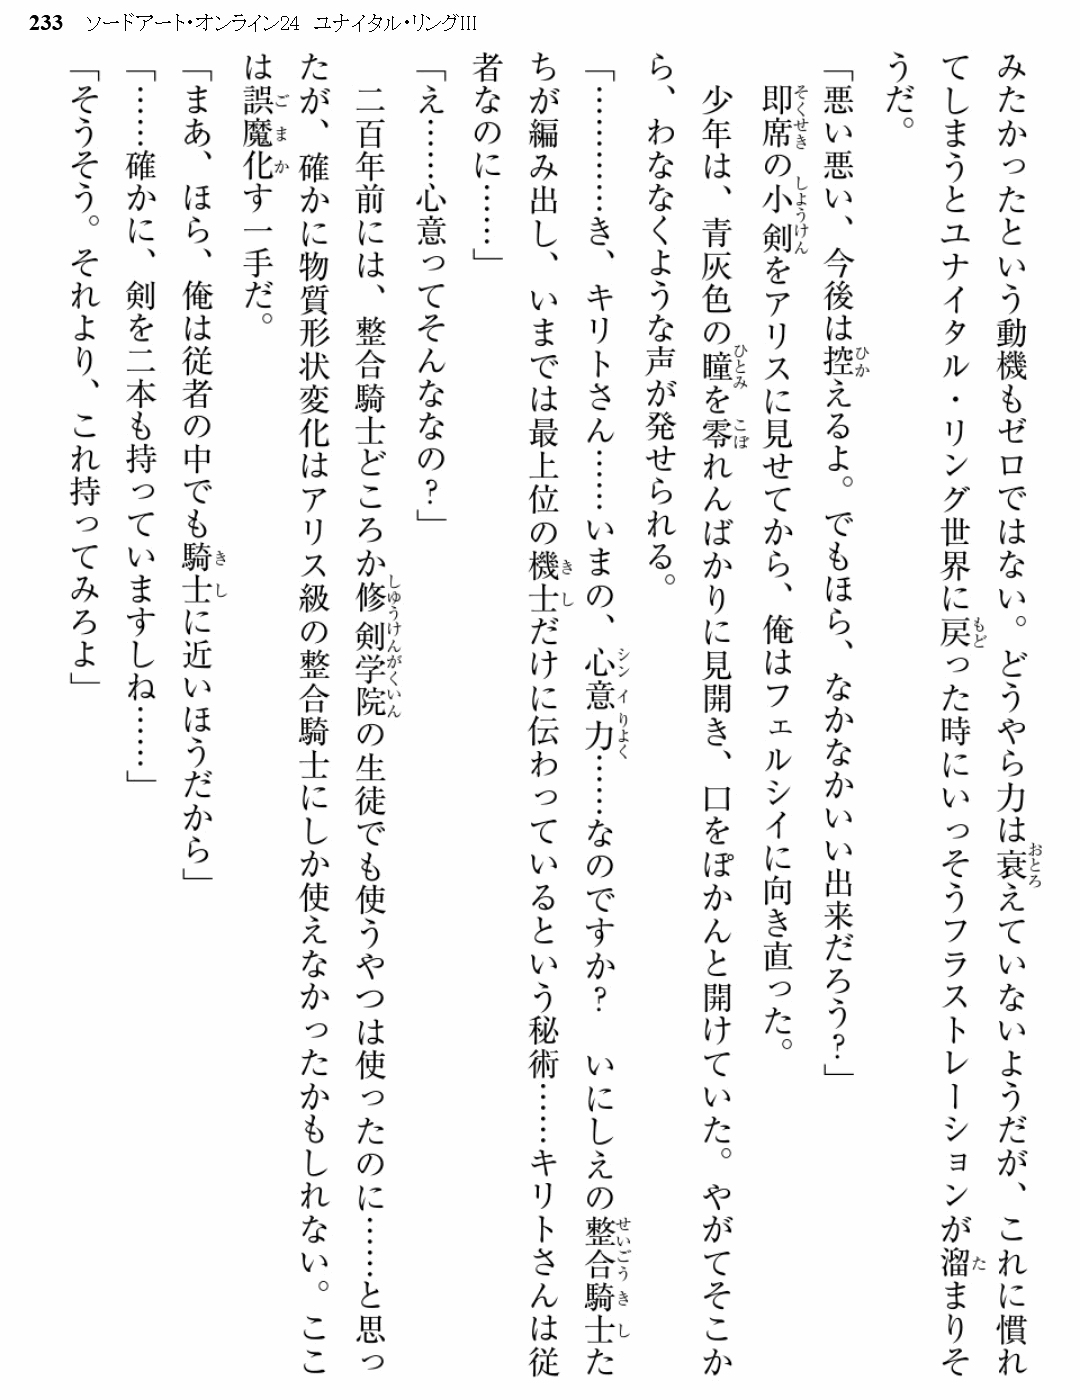 233 ソードアート・オンライン24 ユナイタル・リングIII
みたかったという動機もゼロではない。どうやら力は衰えていないようだが、これに慣れ
てしまうとユナイタル・リング世界に戻った時にいっそうフラストレーションが溜まりそ
うだ。
「悪い悪い、今後は控えるよ。でもほら、なかなかいい出来だろう?」
即席の小剣をアリスに見せてから、俺はフェルシイに向き直った。
少年は、青灰色の瞳を零れんばかりに見開き、口をぽかんと開けていた。やがてそこか
ら、わななくような声が発せられる。
「…………き、キリトさん……いまの、心意力……なのですか? いにしえの整合騎士た
ちが編み出し、いまでは最上位の機士だけに伝わっているという秘術……キリトさんは従
者なのに……」
「え……心意ってそんななの?」
二百年前には、整合騎士どころか修剣学院の生徒でも使うやつは使ったのに……と思っ
たが、確かに物質形状変化はアリス級の整合騎士にしか使えなかったかもしれない。ここ
は誤魔化す一手だ。
「まあ、ほら、俺は従者の中でも騎士に近いほうだから」
「……確かに、剣を二本も持っていますしね……」
「そうそう。それより、これ持ってみろよ」